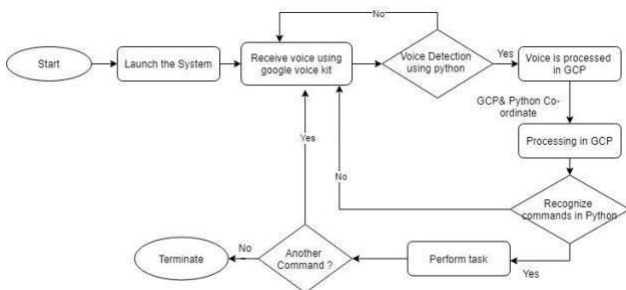 No
Start
Launch the System
Receive voice using
google voice kit
Voice Detection
using python
Yes
Voice is processed
in GCP
GCP& Python Co-
ordinate
Processing in GCP
Yes
No
Recognize
commands in Python
Terminate
No
Another
Command ?
Perform task
Yes